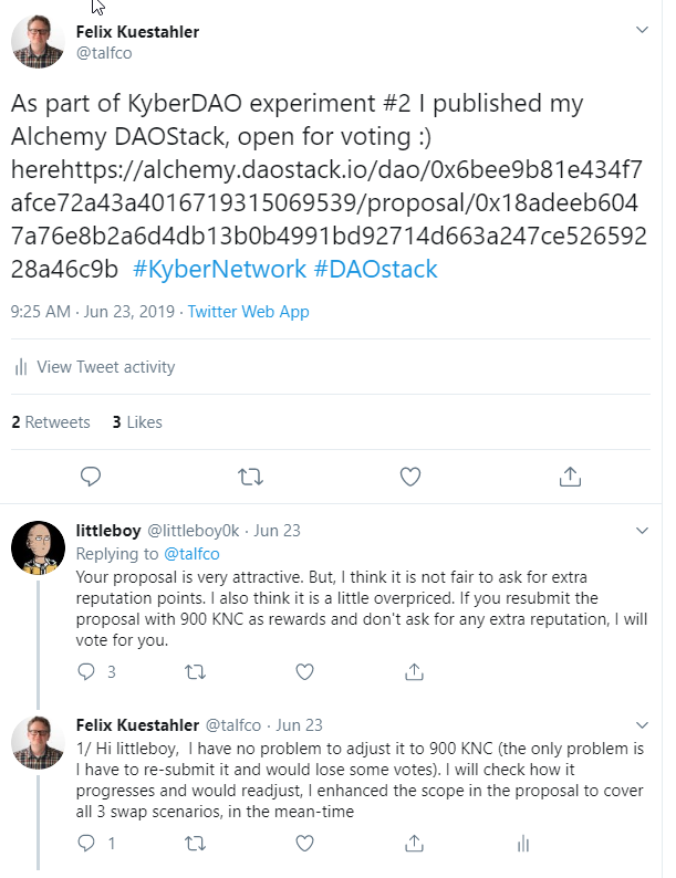 Felix Kuestahler
@talfco
As part of KyberDAO experiment #2 I published my
Alchemy DAOStack, open for voting :)
herehttps://alchemy.daostack.io/dao/0x6bee9b81e434f7
afce72a43a4016719315069539/proposal/0x18adeeb604
7a76e8b2a6d4db13b0b4991bd92714d663a247ce526592
28a46c9b #KyberNetwork #DAOstack
9:25 AM · Jun 23, 2019 · Twitter Web App
View Tweet activity
2 Retweets 3 Likes
littleboy @littleboy0k · Jun 23
Replying to @talfco
Your proposal is very attractive. But, I think it is not fair to ask for extra
reputation points. I also think it is a little overpriced. If you resubmit the
proposal with 900 KNC as rewards and don't ask for any extra reputation, I will
vote for you.
3
Felix Kuestahler @talfco · Jun 23
1/ Hi littleboy, I have no problem to adjust it to 900 KNC (the only problem is
I have to re-submit it and would lose some votes). I will check how it
progresses and would readjust, I enhanced the scope in the proposal to cover
all 3 swap scenarios, in the mean-time
1